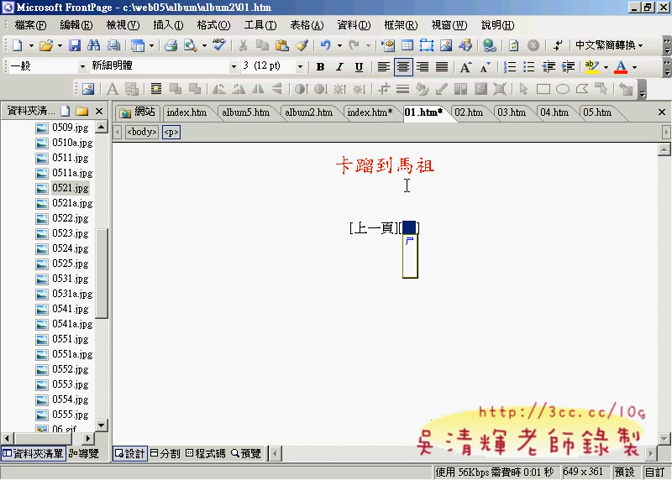 Microsoft FrontPage - c:\web05\album\album2\01.htm
檔案(F) 編輯(E) 檢視(V) 插入(I) 格式(O) 工具(T) 表格(A) 資料(D) 框架(R) 視窗(W) 說明(H)
中文繁簡轉換
一般 新細明體 3 (12 pt) B I U A A A
資料夾清... 網站 index.htm album5.htm album2.htm index.htm* 01.htm* 02.htm 03.htm 04.htm 05.htm
<body> <p>
0509.jpg
0510a.jpg
0511.jpg
0511a.jpg
0521.jpg
0521a.jpg
0522.jpg
0523.jpg
0524.jpg
0525.jpg
0531.jpg
0531a.jpg
0541.jpg
0541a.jpg
0551.jpg
0551a.jpg
0552.jpg
0553.jpg
0554.jpg
0555.jpg
06.gif
卡蹓到馬祖
[上一頁][ ]
ㄕ
http://3cc.cc/10g
吳清輝老師錄製
資料夾清單 導覽 設計 分割 程式碼 預覽
使用 56Kbps 需費時 0:01 秒 649 x 361 預設 自訂